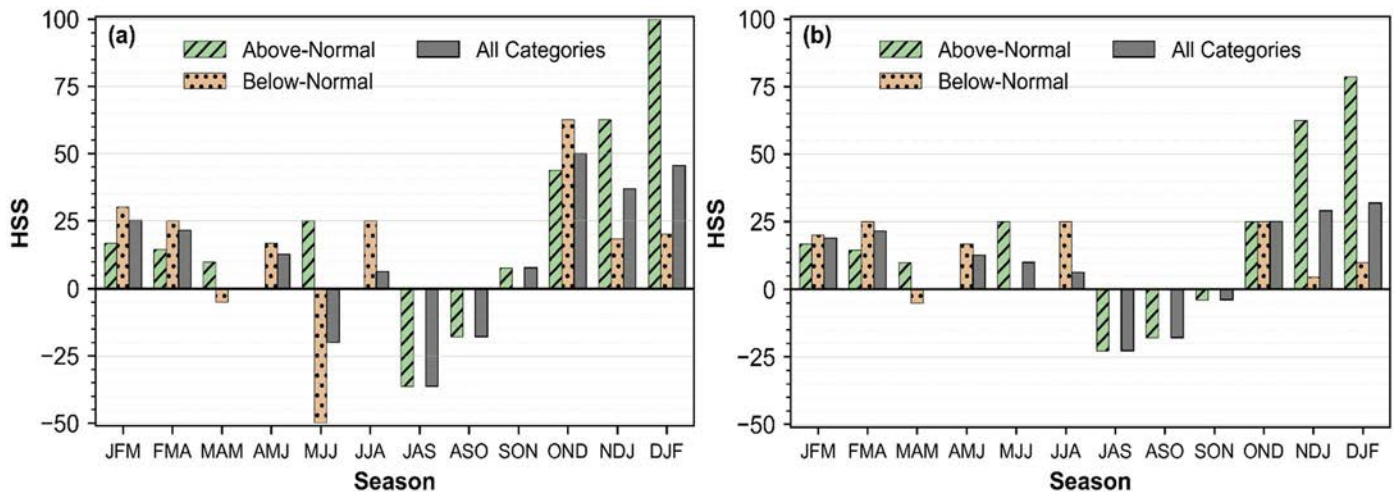 (a)
Above-Normal
All Categories
Below-Normal
HSS
100
75
50
25
0
−25
−50
JFM FMA MAM AMJ MJJ JJA JAS ASO SON OND NDJ DJF
Season
(b)
Above-Normal
All Categories
Below-Normal
HSS
100
75
50
25
0
−25
−50
JFM FMA MAM AMJ MJJ JJA JAS ASO SON OND NDJ DJF
Season